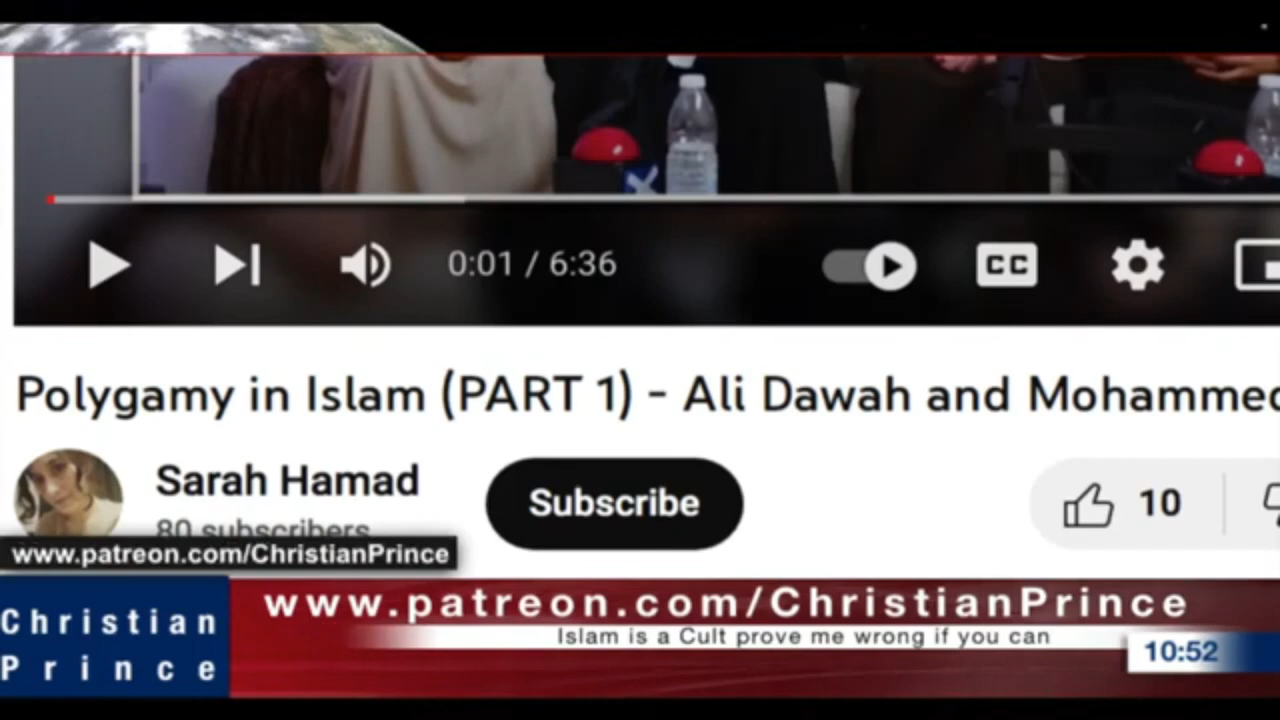 0:01 / 6:36
CC
Polygamy in Islam (PART 1) - Ali Dawah and Mohammed
Sarah Hamad
80 subscribers
Subscribe
10
www.patreon.com/ChristianPrince
Christian
Prince
www.patreon.com/ChristianPrince
Islam is a Cult prove me wrong if you can
10:52